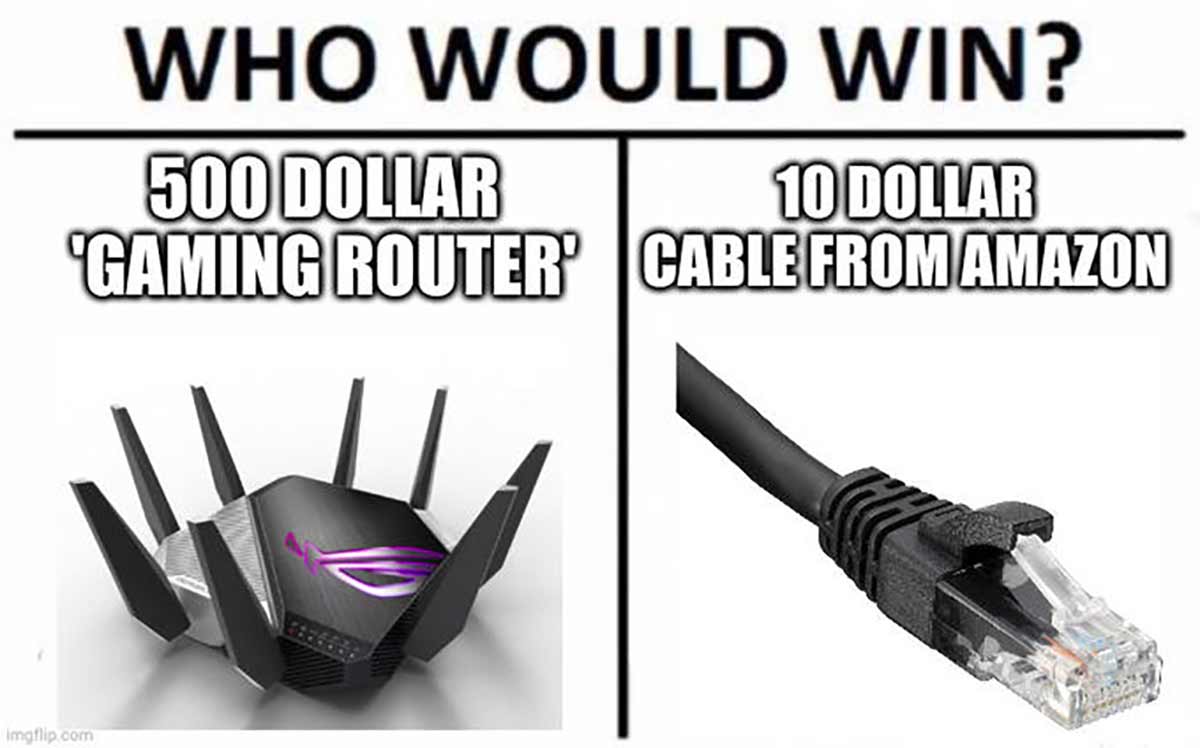 WHO WOULD WIN?
500 DOLLAR
'GAMING ROUTER'
10 DOLLAR
CABLE FROM AMAZON
imgflip.com